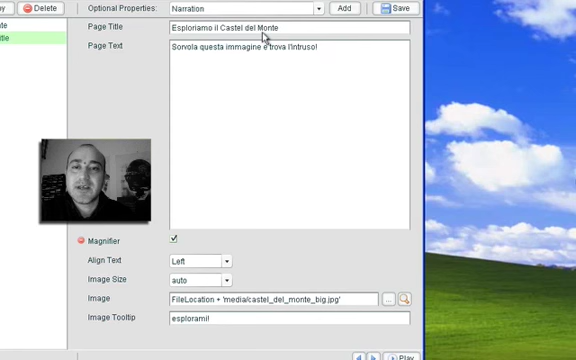 Delete
Optional Properties:
Narration
Add
Save
Page Title
Esploriamo il Castel del Monte
Page Text
Sorvola questa immagine e trova l'intruso!
Magnifier
Align Text
Left
Image Size
auto
Image
FileLocation + 'media/castel_del_monte_big.jpg'
...
Image Tooltip
esplorami!
Play